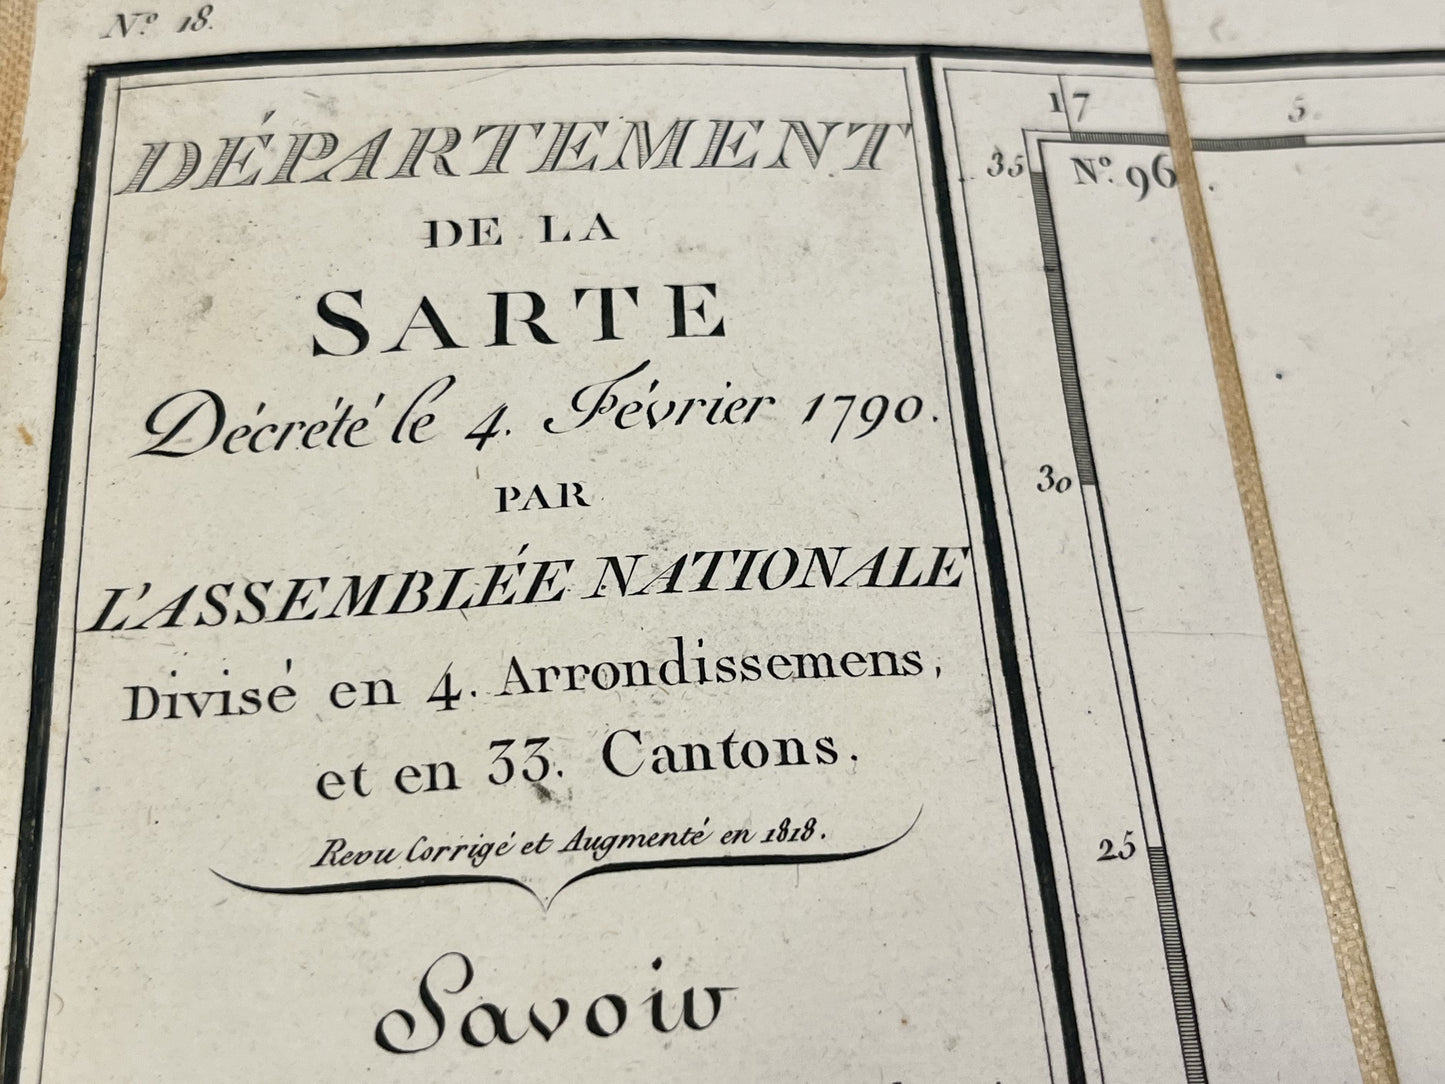 N.º 18.
DÉPARTEMENT
DE LA
SARTE
Décrété le 4. Février 1790.
PAR
L'ASSEMBLÉE NATIONALE
Divisé en 4. Arrondissemens,
et en 33. Cantons.
Revu Corrigé et Augmenté en 1818.
Savoir
17
5.
35
N.º 96
30
25